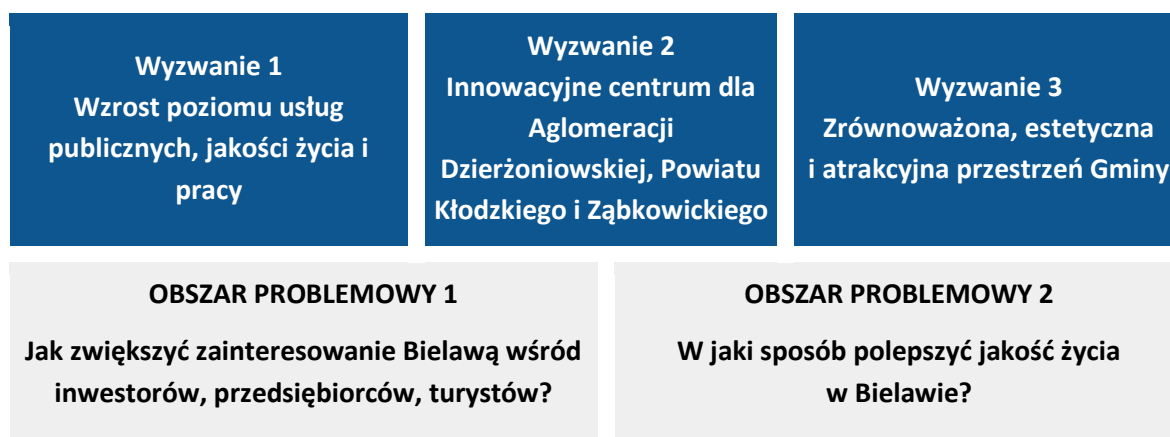 Wyzwanie 1
Wzrost poziomu usług
publicznych, jakości życia i
pracy
Wyzwanie 2
Innowacyjne centrum dla
Aglomeracji
Dzierżoniowskiej, Powiatu
Kłodzkiego i Ząbkowickiego
Wyzwanie 3
Zrównoważona, estetyczna
i atrakcyjna przestrzeń Gminy
OBSZAR PROBLEMOWY 1
Jak zwiększyć zainteresowanie Bielawą wśród
inwestorów, przedsiębiorców, turystów?
OBSZAR PROBLEMOWY 2
W jaki sposób polepszyć jakość życia
w Bielawie?